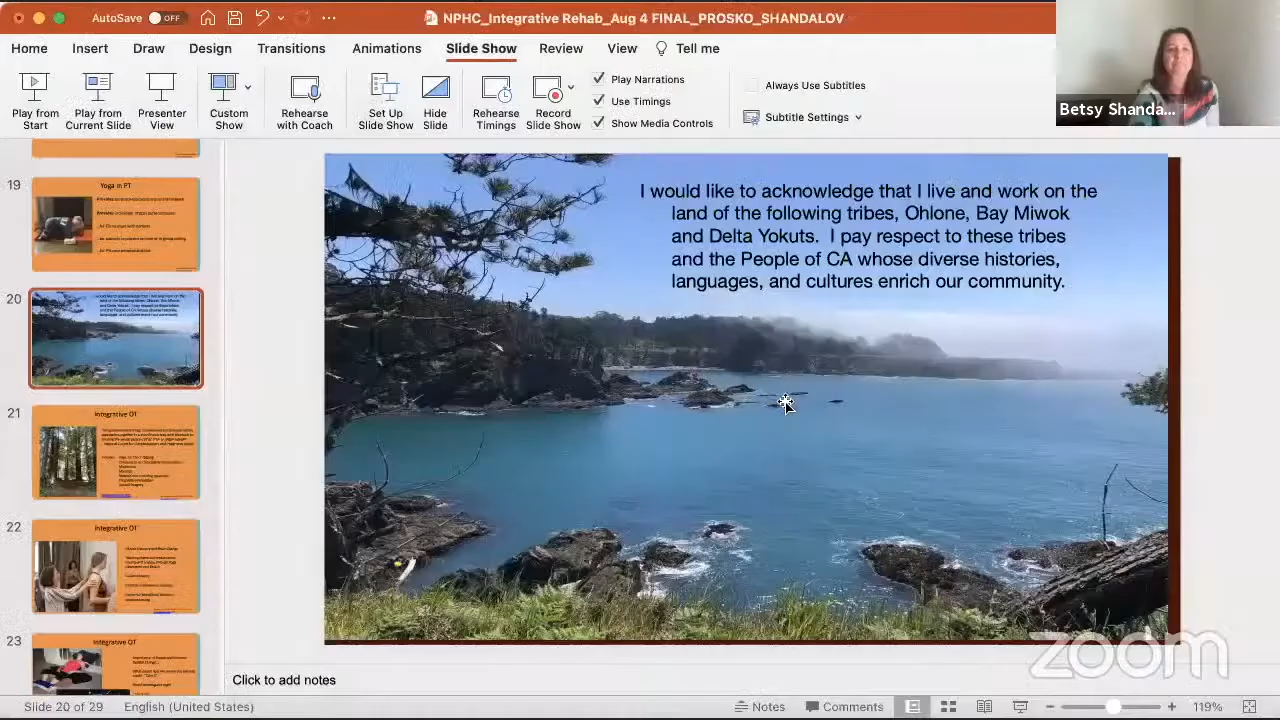 AutoSave OFF
NPHC_Integrative Rehab_Aug 4 FINAL_PROSKO_SHANDALOV
Home Insert Draw Design Transitions Animations Slide Show Review View Tell me
Play from Start
Play from Current Slide
Presenter View
Custom Show
Rehearse with Coach
Set Up Slide Show
Hide Slide
Rehearse Timings
Record Slide Show
Play Narrations
Use Timings
Show Media Controls
Always Use Subtitles
Subtitle Settings
Betsy Shanda...
19
Yoga in PT
20
21
Integrative OT
22
Integrative OT
23
Integrative OT
I would like to acknowledge that I live and work on the
land of the following tribes, Ohlone, Bay Miwok
and Delta Yokuts. I pay respect to these tribes
and the People of CA whose diverse histories,
languages, and cultures enrich our community.
zoom
Click to add notes
Slide 20 of 29 English (United States) Notes Comments 119%